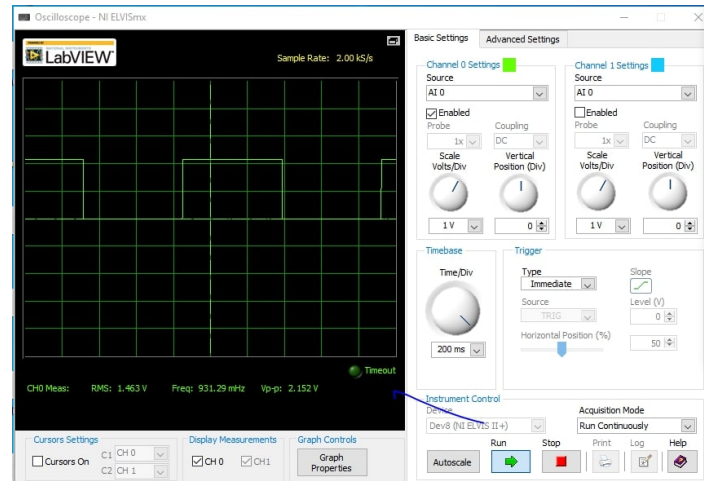 Oscilloscope - NI ELVISmx
LabVIEW
Sample Rate: 2.00 kS/s
Timeout
CH0 Meas: RMS: 1.463 V Freq: 931.29 mHz Vp-p: 2.152 V
Cursors Settings
Cursors On
C1 CH 0
C2 CH 1
Display Measurements
CH 0 CH1
Graph Controls
Graph
Properties
Basic Settings Advanced Settings
Channel 0 Settings
Source
AI 0
Enabled
Probe Coupling
1x DC
Scale Vertical
Volts/Div Position (Div)
1 V 0
Channel 1 Settings
Source
AI 0
Enabled
Probe Coupling
1x DC
Scale Vertical
Volts/Div Position (Div)
1 V 0
Timebase
Time/Div
200 ms
Trigger
Type Slope
Immediate
Source Level (V)
TRIG 0
Horizontal Position (%)
50
Instrument Control
Device Acquisition Mode
Dev8 (NI ELVIS II+) Run Continuously
Run Stop Print Log Help
Autoscale